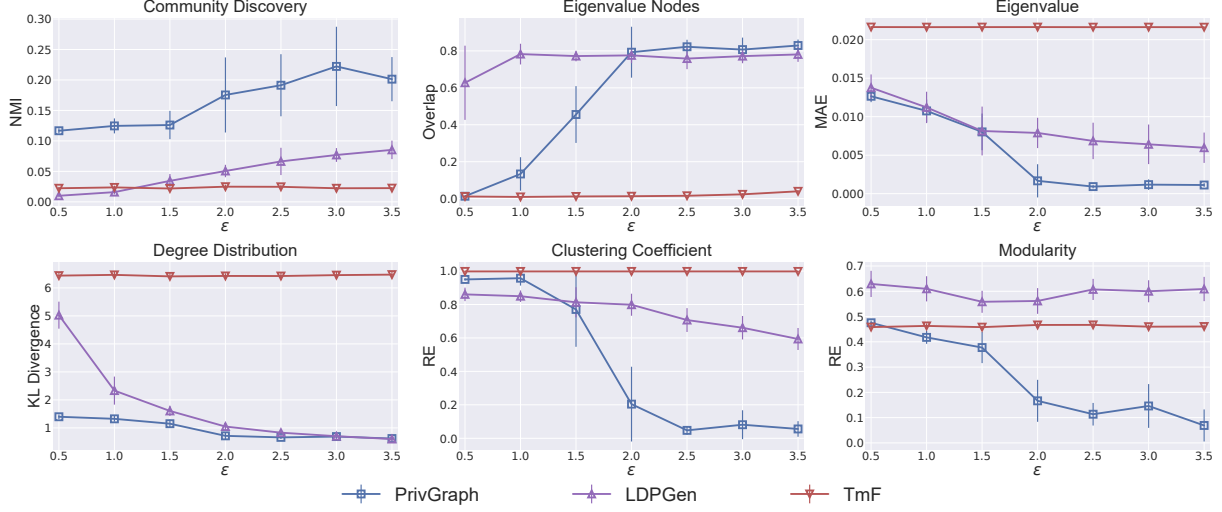 Community Discovery
NMI
0.30
0.25
0.20
0.15
0.10
0.05
0.00
0.5 1.0 1.5 2.0 2.5 3.0 3.5
ε
Eigenvalue Nodes
Overlap
0.8
0.6
0.4
0.2
0.0
0.5 1.0 1.5 2.0 2.5 3.0 3.5
ε
Eigenvalue
MAE
0.020
0.015
0.010
0.005
0.000
0.5 1.0 1.5 2.0 2.5 3.0 3.5
ε
Degree Distribution
KL Divergence
6
5
4
3
2
1
0.5 1.0 1.5 2.0 2.5 3.0 3.5
ε
Clustering Coefficient
RE
1.0
0.8
0.6
0.4
0.2
0.0
0.5 1.0 1.5 2.0 2.5 3.0 3.5
ε
Modularity
RE
0.7
0.6
0.5
0.4
0.3
0.2
0.1
0.0
0.5 1.0 1.5 2.0 2.5 3.0 3.5
ε
PrivGraph LDPGen TmF